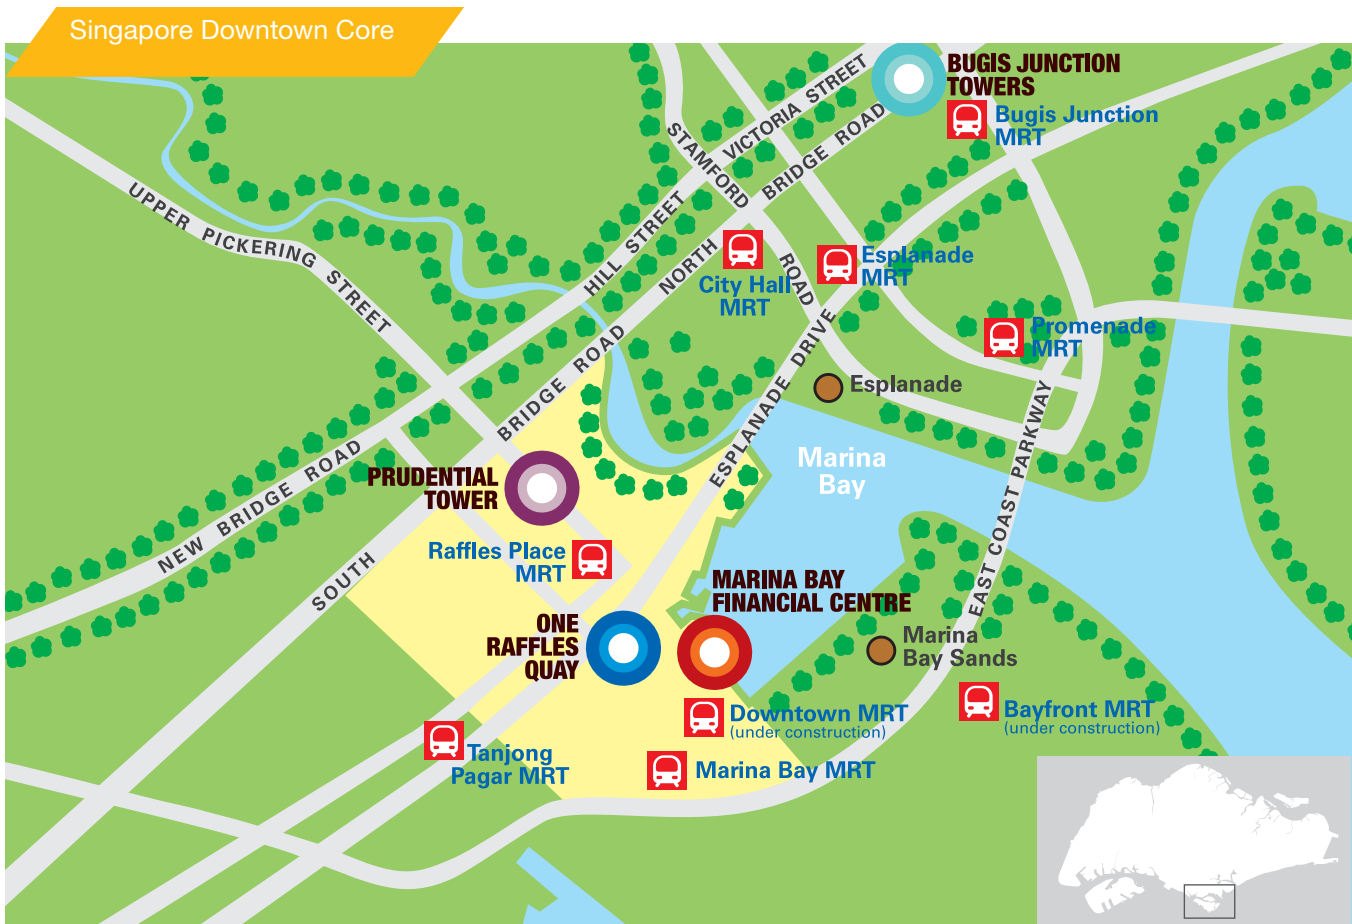 Singapore Downtown Core
BUGIS JUNCTION
TOWERS
Bugis Junction
MRT
VICTORIA STREET
STAMFORD
ROAD
NORTH BRIDGE ROAD
HILL STREET
UPPER PICKERING STREET
City Hall
MRT
Esplanade
MRT
Promenade
MRT
Esplanade
ESPLANADE DRIVE
BRIDGE ROAD
SOUTH
NEW BRIDGE ROAD
Marina
Bay
EAST COAST PARKWAY
PRUDENTIAL
TOWER
Raffles Place
MRT
MARINA BAY
FINANCIAL CENTRE
ONE
RAFFLES
QUAY
Marina
Bay Sands
Downtown MRT
(under construction)
Bayfront MRT
(under construction)
Tanjong
Pagar MRT
Marina Bay MRT